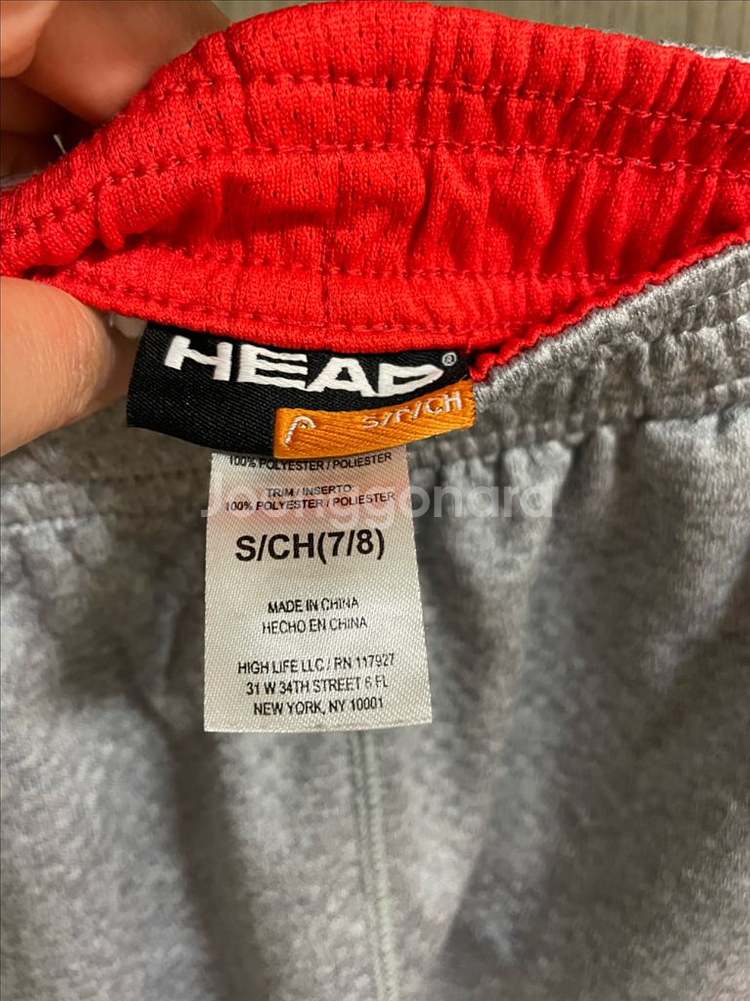 HEAD®
S/P/CH
100% POLYESTER / POLIESTER
TRIM / INSERTO:
100% POLYESTER / POLIESTER
Joonggonara
S/CH(7/8)
MADE IN CHINA
HECHO EN CHINA
HIGH LIFE LLC / RN 117927
31 W 34TH STREET 6 FL
NEW YORK, NY 10001